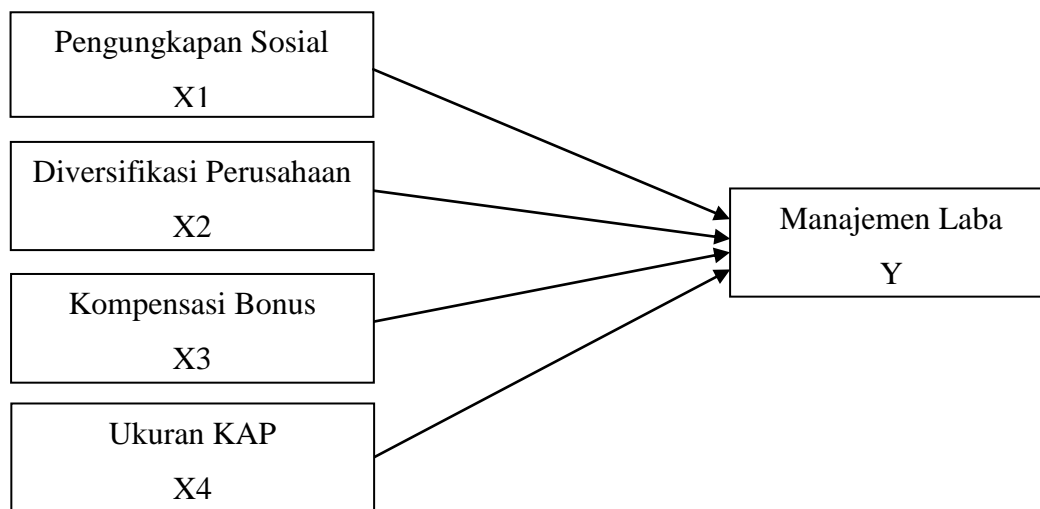 Pengungkapan Sosial
X1
Diversifikasi Perusahaan
X2
Kompensasi Bonus
X3
Ukuran KAP
X4
Manajemen Laba
Y